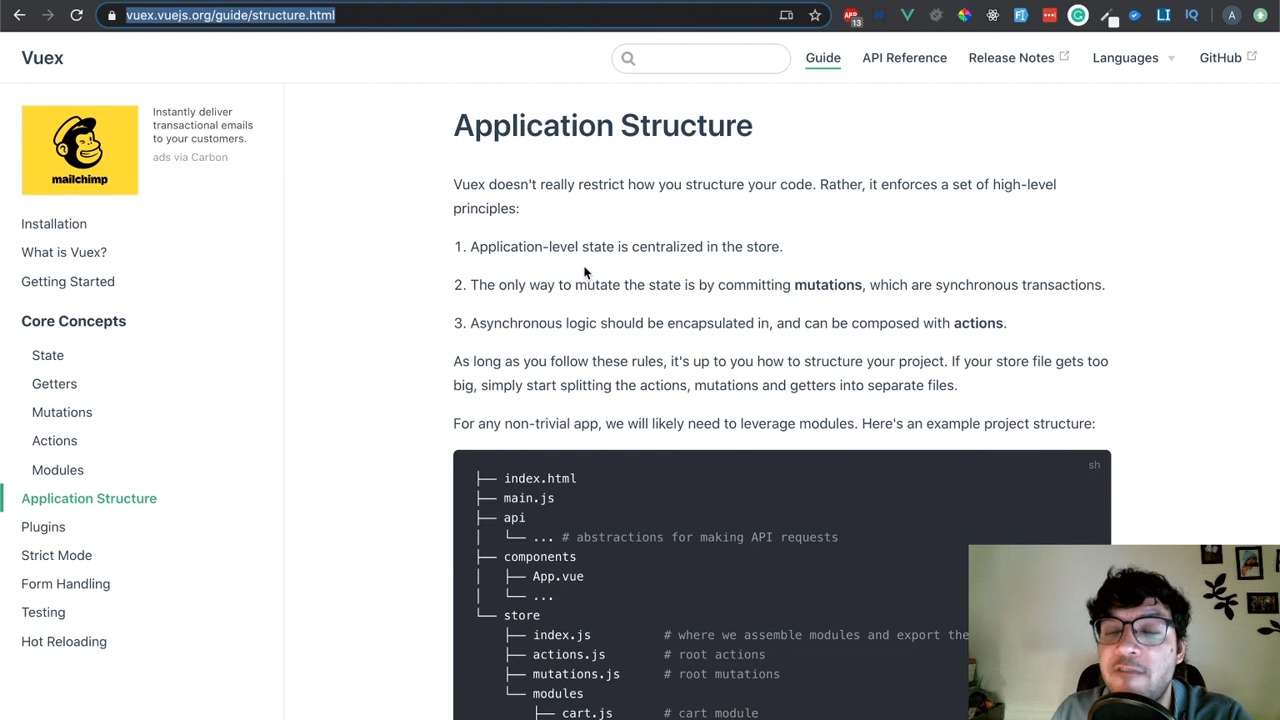 vuex.vuejs.org/guide/structure.html
13
A
Vuex
Guide
API Reference
Release Notes
Languages
GitHub
mailchimp
Instantly deliver
transactional emails
to your customers.
ads via Carbon
Installation
What is Vuex?
Getting Started
Core Concepts
State
Getters
Mutations
Actions
Modules
Application Structure
Plugins
Strict Mode
Form Handling
Testing
Hot Reloading
Application Structure
Vuex doesn't really restrict how you structure your code. Rather, it enforces a set of high-level
principles:
1. Application-level state is centralized in the store.
2. The only way to mutate the state is by committing mutations, which are synchronous transactions.
3. Asynchronous logic should be encapsulated in, and can be composed with actions.
As long as you follow these rules, it's up to you how to structure your project. If your store file gets too
big, simply start splitting the actions, mutations and getters into separate files.
For any non-trivial app, we will likely need to leverage modules. Here's an example project structure:
sh
├── index.html
├── main.js
├── api
│   └── ... # abstractions for making API requests
├── components
│   ├── App.vue
│   └── ...
└── store
    ├── index.js # where we assemble modules and export the
    ├── actions.js # root actions
    ├── mutations.js # root mutations
    └── modules
        ├── cart.js # cart module